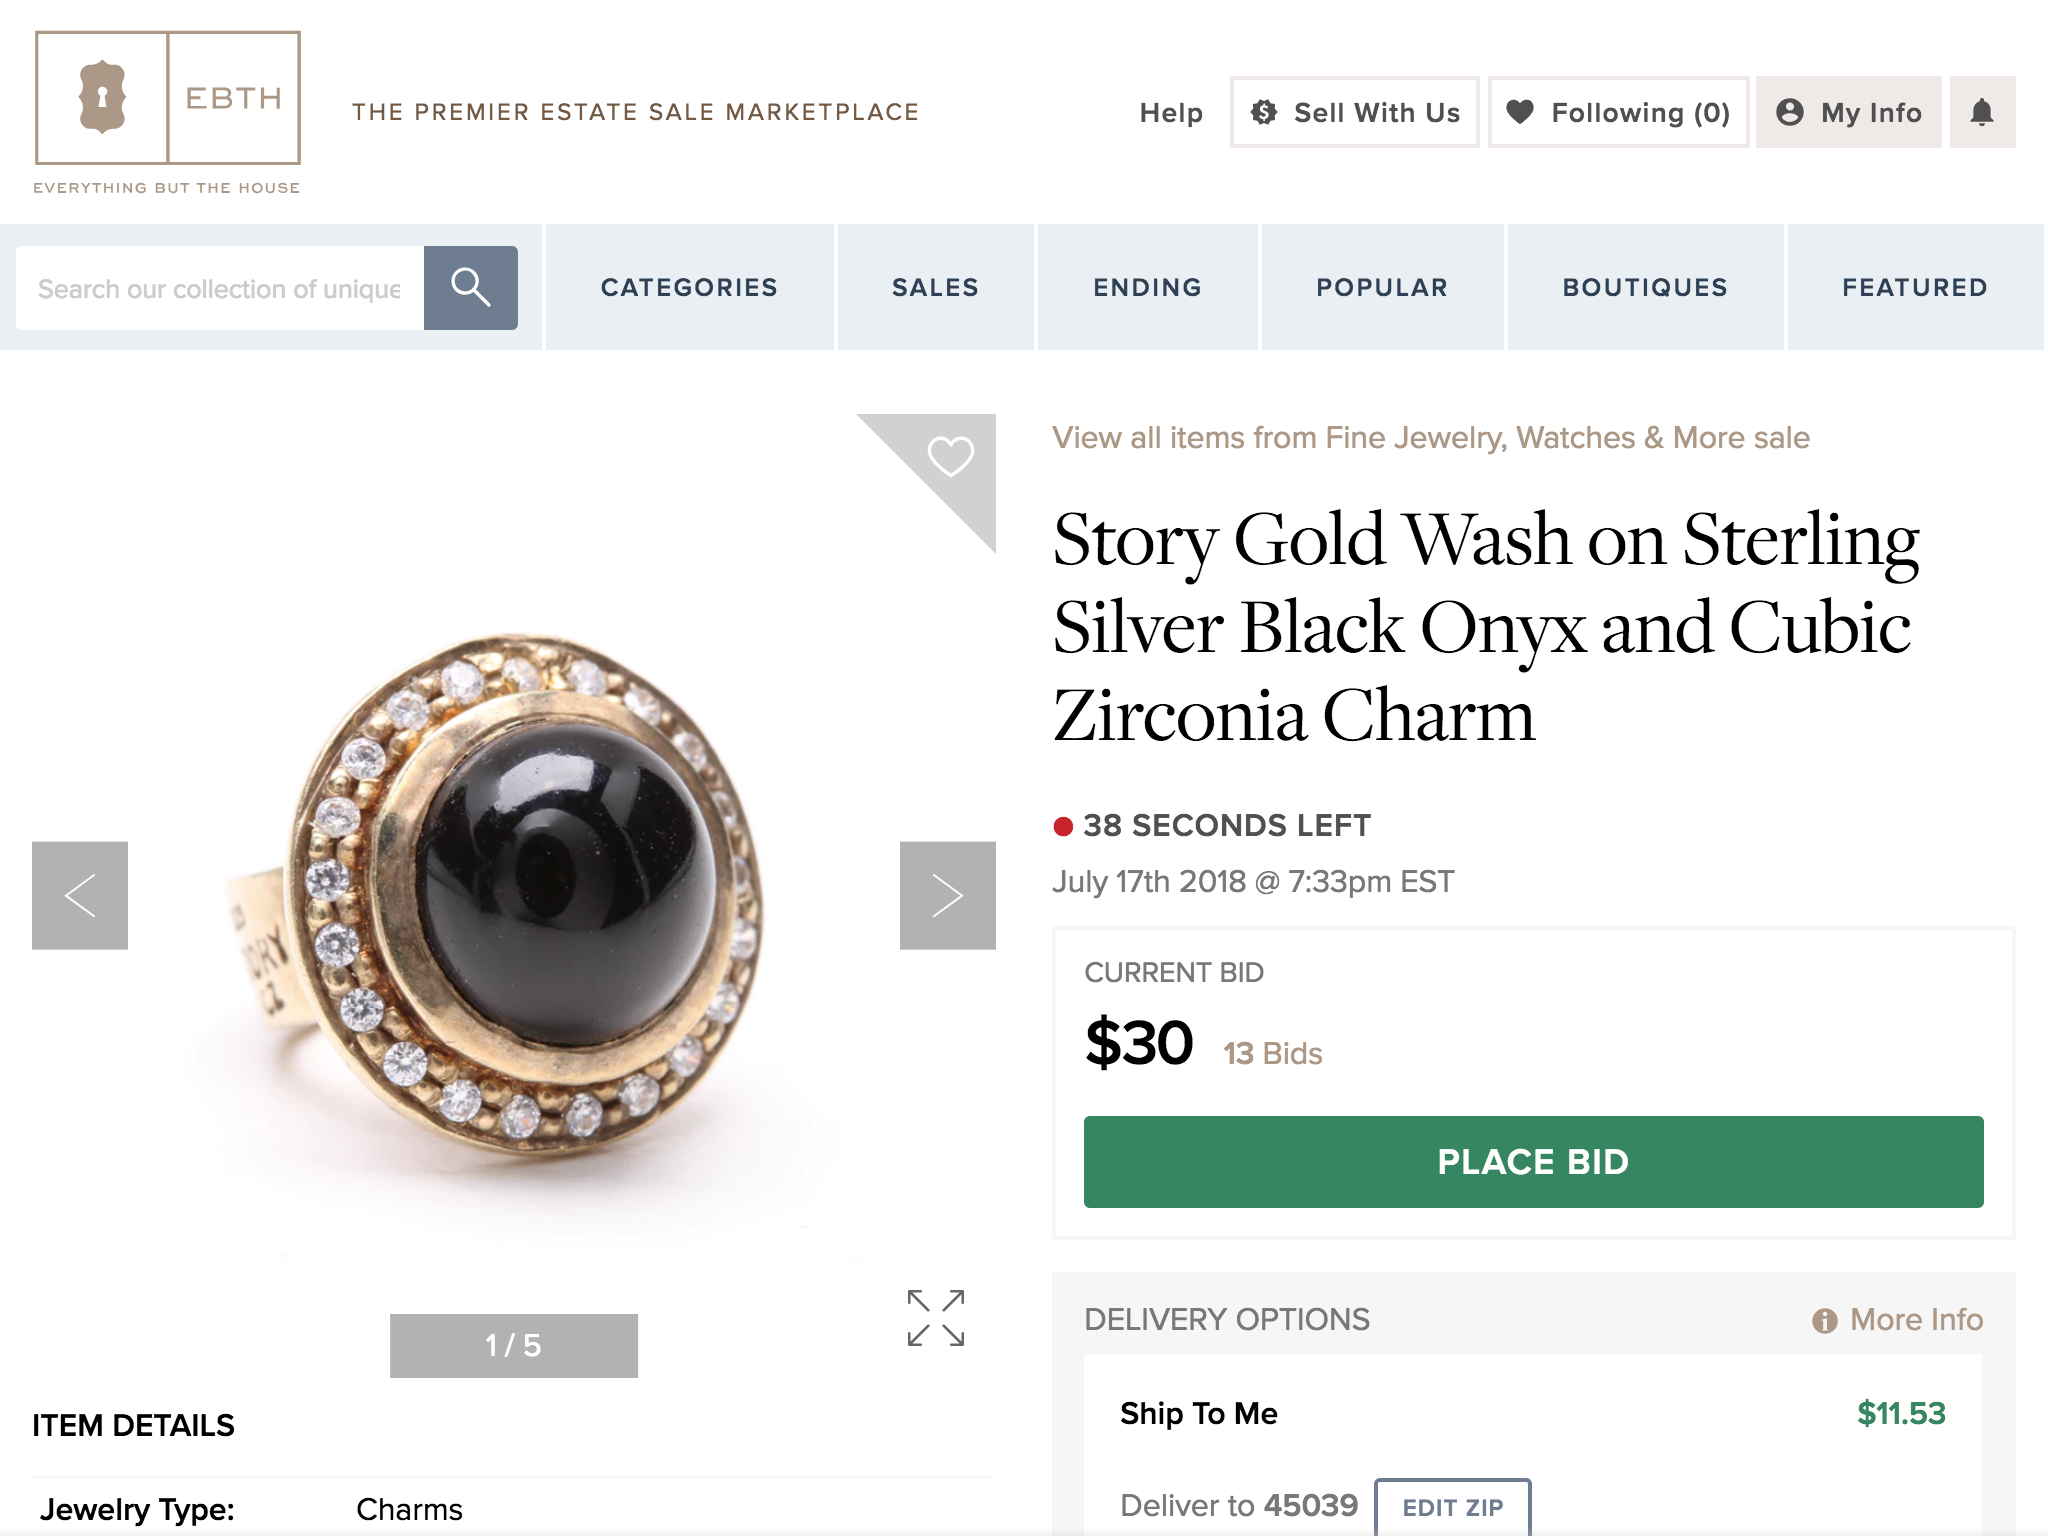 EBTH
EVERYTHING BUT THE HOUSE
THE PREMIER ESTATE SALE MARKETPLACE
Help
Sell With Us
Following (0)
My Info
Search our collection of unique
CATEGORIES
SALES
ENDING
POPULAR
BOUTIQUES
FEATURED
View all items from Fine Jewelry, Watches & More sale
Story Gold Wash on Sterling
Silver Black Onyx and Cubic
Zirconia Charm
38 SECONDS LEFT
July 17th 2018 @ 7:33pm EST
CURRENT BID
$30 13 Bids
PLACE BID
1 / 5
DELIVERY OPTIONS
More Info
Ship To Me
$11.53
Deliver to 45039
EDIT ZIP
ITEM DETAILS
Jewelry Type: Charms